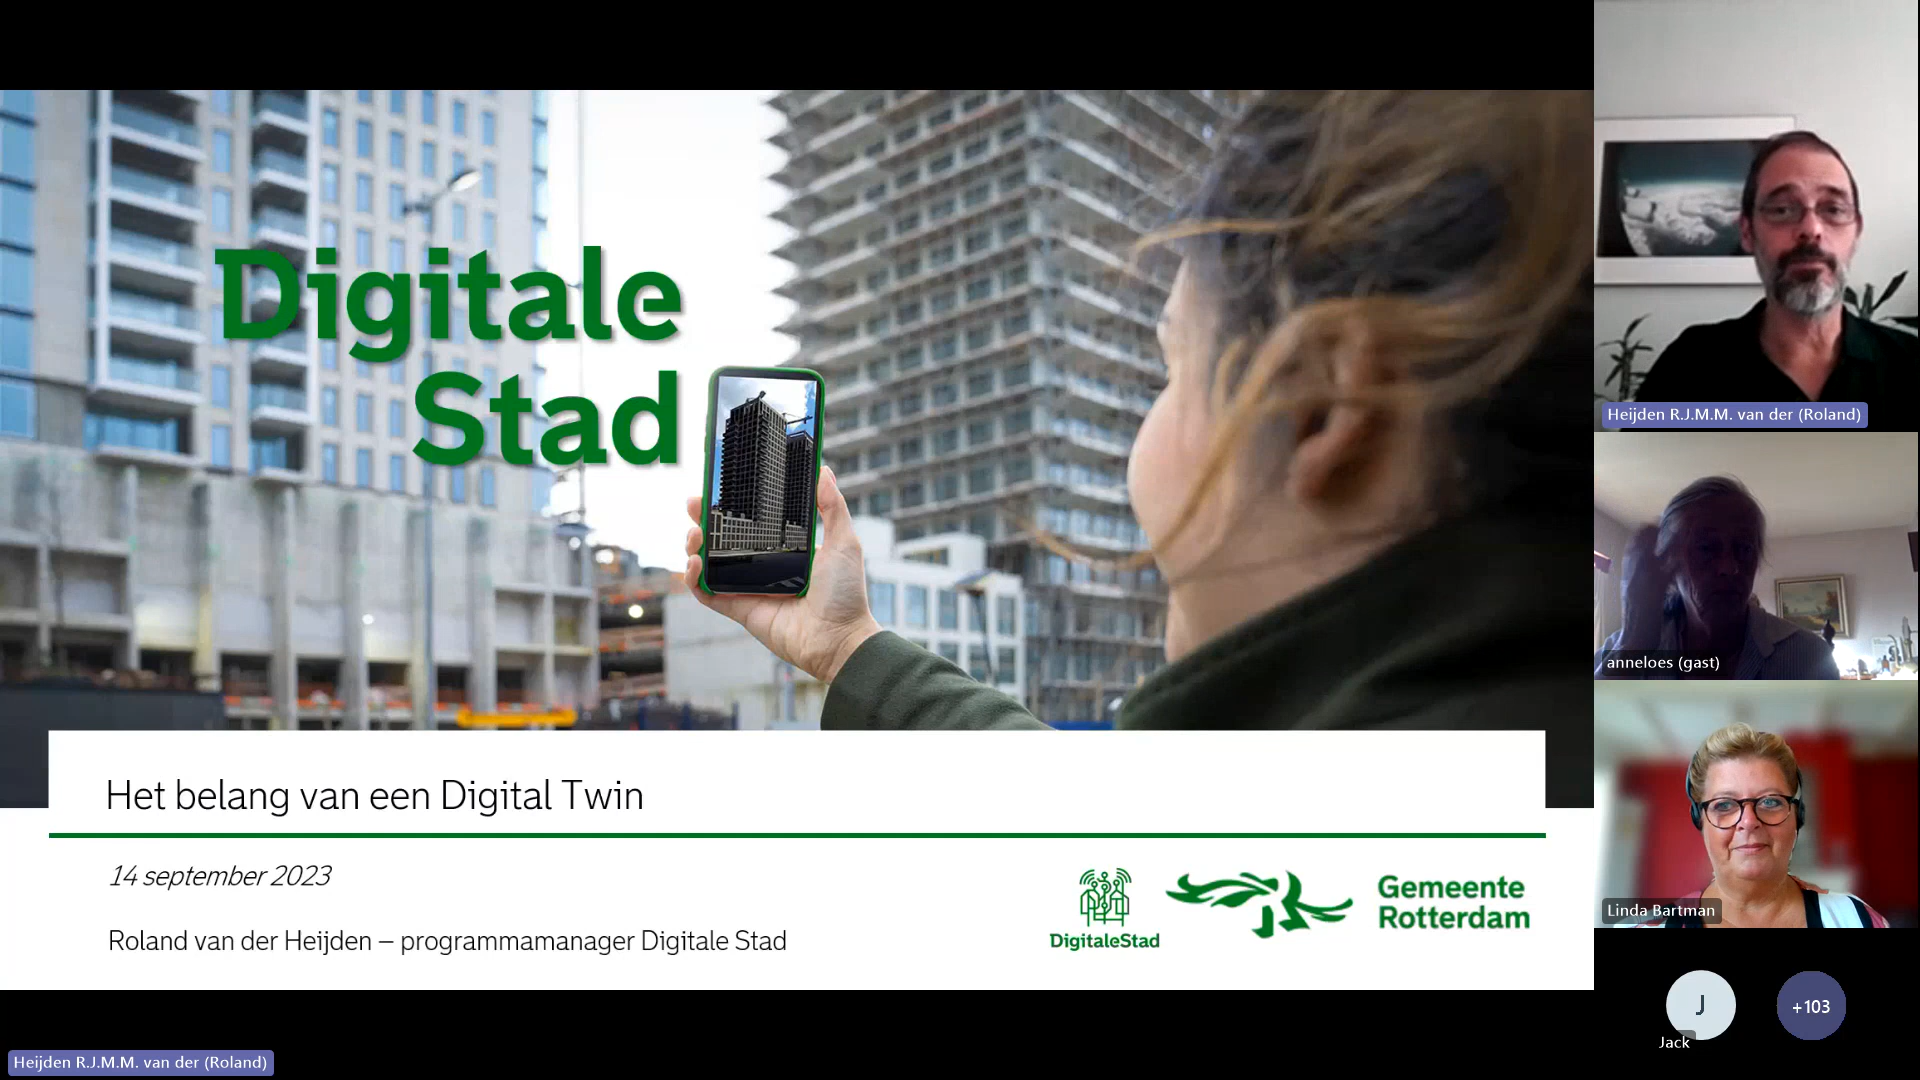 Digitale
Stad
Het belang van een Digital Twin
14 september 2023
Roland van der Heijden – programmamanager Digitale Stad
DigitaleStad
Gemeente
Rotterdam
Heijden R.J.M.M. van der (Roland)
anneloes (gast)
Linda Bartman
J
Jack
+103
Heijden R.J.M.M. van der (Roland)